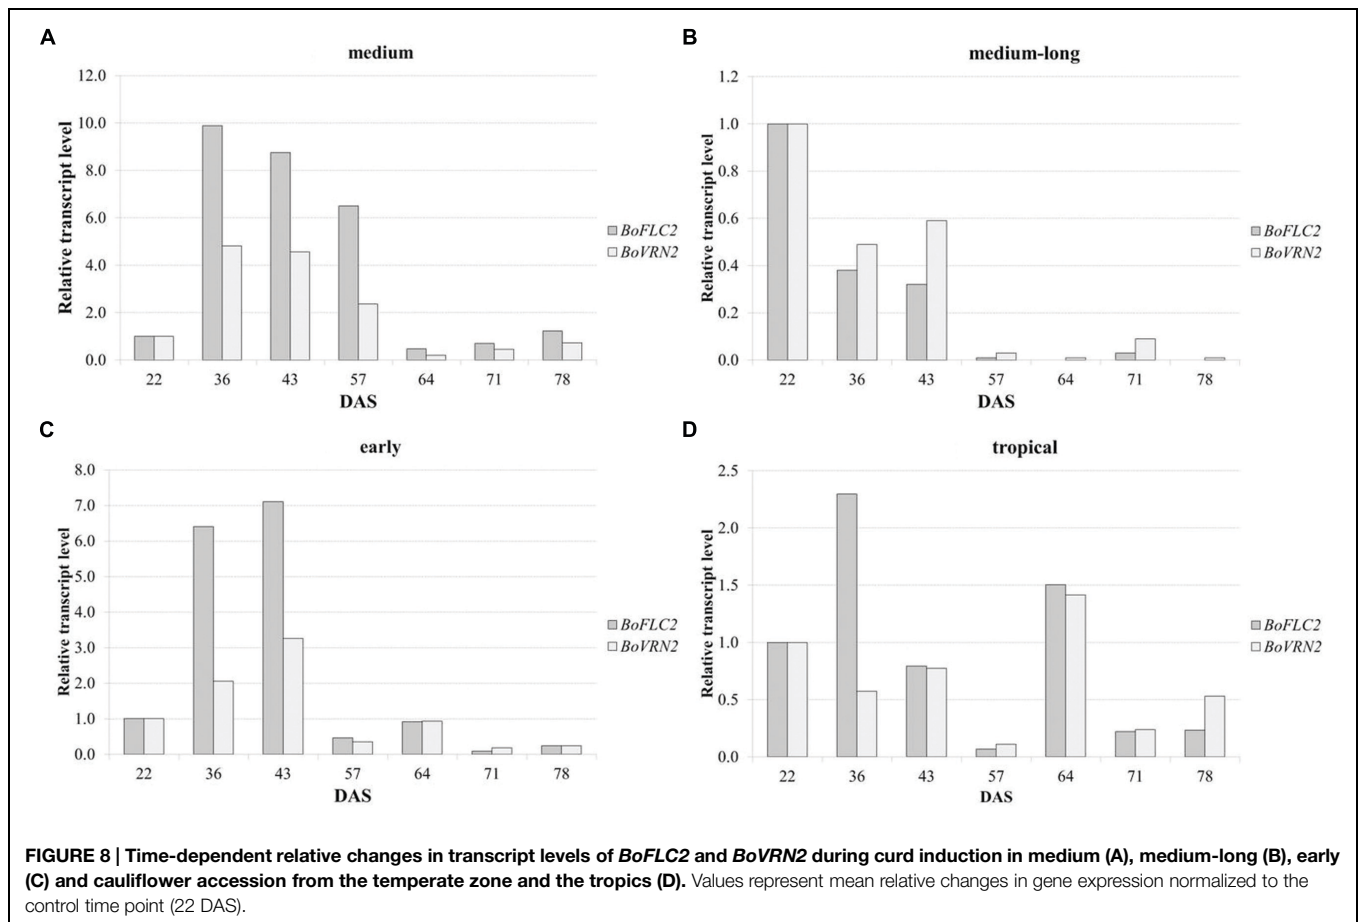 A
medium
12.0
10.0
8.0
6.0
4.0
2.0
0.0
Relative transcript level
22 36 43 57 64 71 78
DAS
BoFLC2
BoVRN2
B
medium-long
1.2
1.0
0.8
0.6
0.4
0.2
0.0
Relative transcript level
22 36 43 57 64 71 78
DAS
BoFLC2
BoVRN2
C
early
8.0
7.0
6.0
5.0
4.0
3.0
2.0
1.0
0.0
Relative transcript level
22 36 43 57 64 71 78
DAS
BoFLC2
BoVRN2
D
tropical
2.5
2.0
1.5
1.0
0.5
0.0
Relative transcript level
22 36 43 57 64 71 78
DAS
BoFLC2
BoVRN2
FIGURE 8 | Time-dependent relative changes in transcript levels of BoFLC2 and BoVRN2 during curd induction in medium (A), medium-long (B), early
(C) and cauliflower accession from the temperate zone and the tropics (D). Values represent mean relative changes in gene expression normalized to the
control time point (22 DAS).